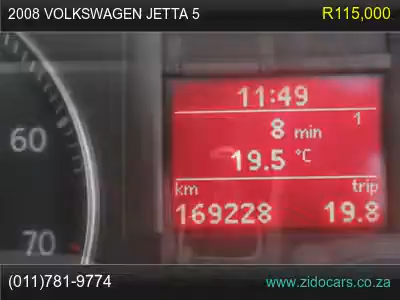 2008 VOLKSWAGEN JETTA 5 R115,000
11:49
8 min 1
60 19.5 °C
km trip
169228 19.8
70
(011)781-9774 www.zidocars.co.za